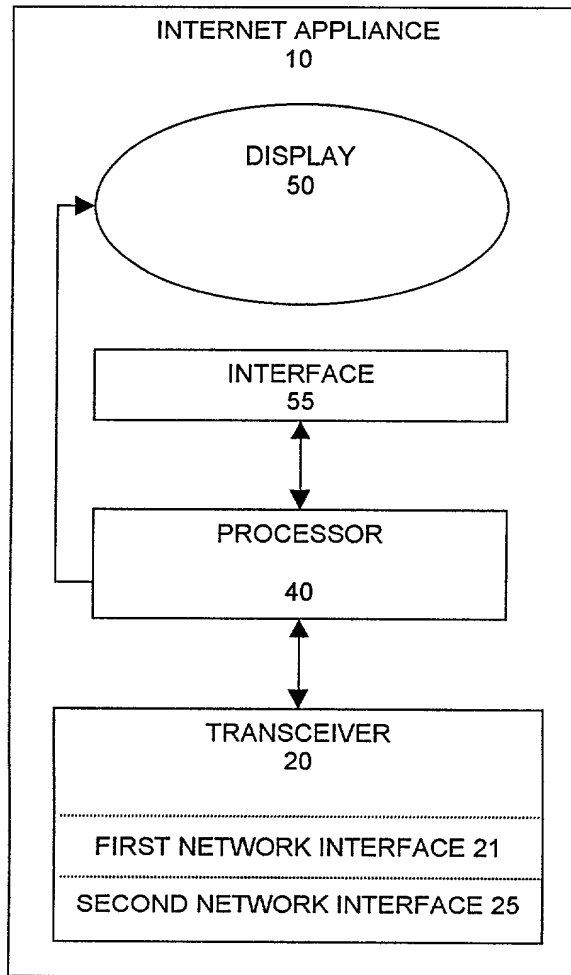 INTERNET APPLIANCE
10
DISPLAY
50
INTERFACE
55
PROCESSOR
40
TRANSCEIVER
20
FIRST NETWORK INTERFACE 21
SECOND NETWORK INTERFACE 25